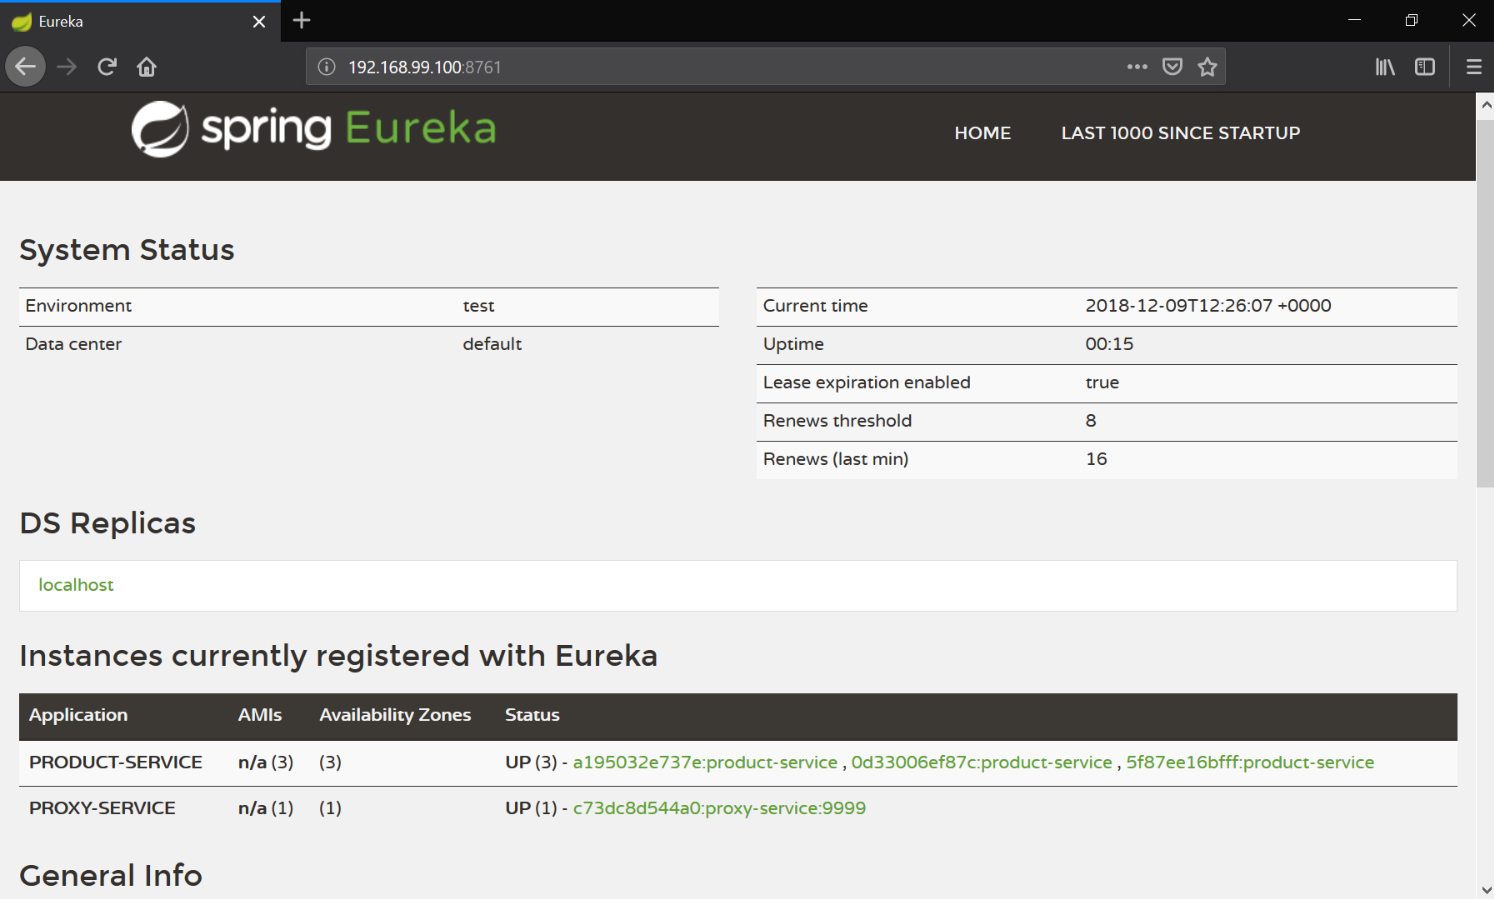 Eureka
192.168.99.100:8761
spring Eureka
HOME LAST 1000 SINCE STARTUP
System Status
Environment test
Data center default
Current time 2018-12-09T12:26:07 +0000
Uptime 00:15
Lease expiration enabled true
Renews threshold 8
Renews (last min) 16
DS Replicas
localhost
Instances currently registered with Eureka
Application AMIs Availability Zones Status
PRODUCT-SERVICE n/a (3) (3) UP (3) - a195032e737e:product-service , 0d33006ef87c:product-service , 5f87ee16bfff:product-service
PROXY-SERVICE n/a (1) (1) UP (1) - c73dc8d544a0:proxy-service:9999
General Info